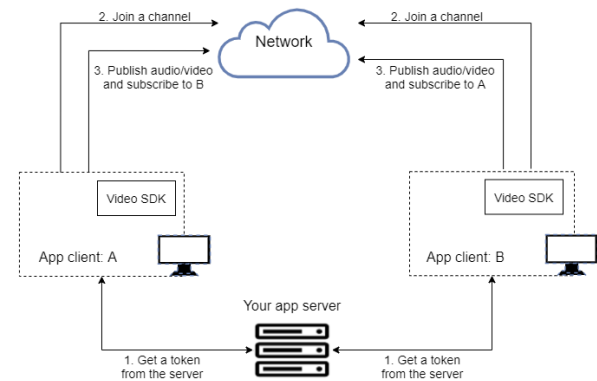 2. Join a channel
2. Join a channel
Network
3. Publish audio/video
and subscribe to B
3. Publish audio/video
and subscribe to A
Video SDK
Video SDK
App client: A
App client: B
Your app server
1. Get a token
from the server
1. Get a token
from the server